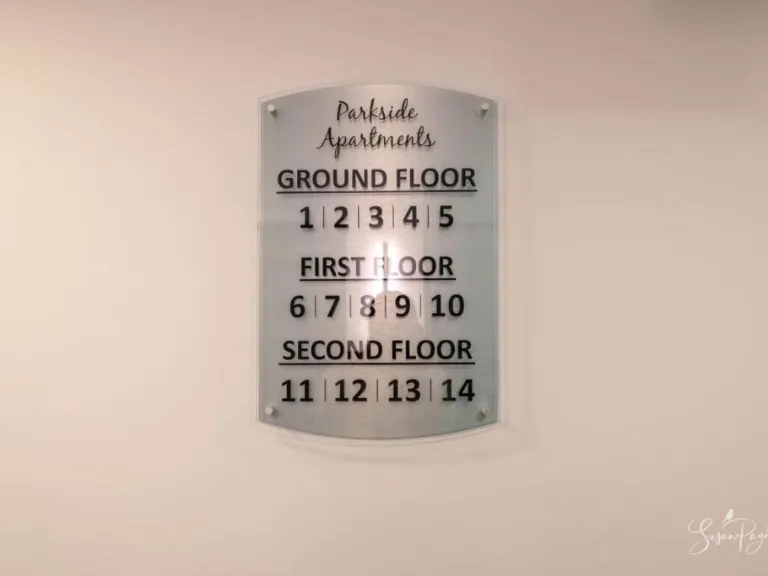 Parkside
Apartments
GROUND FLOOR
1|2|3|4|5
FIRST FLOOR
6|7|8|9|10
SECOND FLOOR
11|12|13|14
Susan